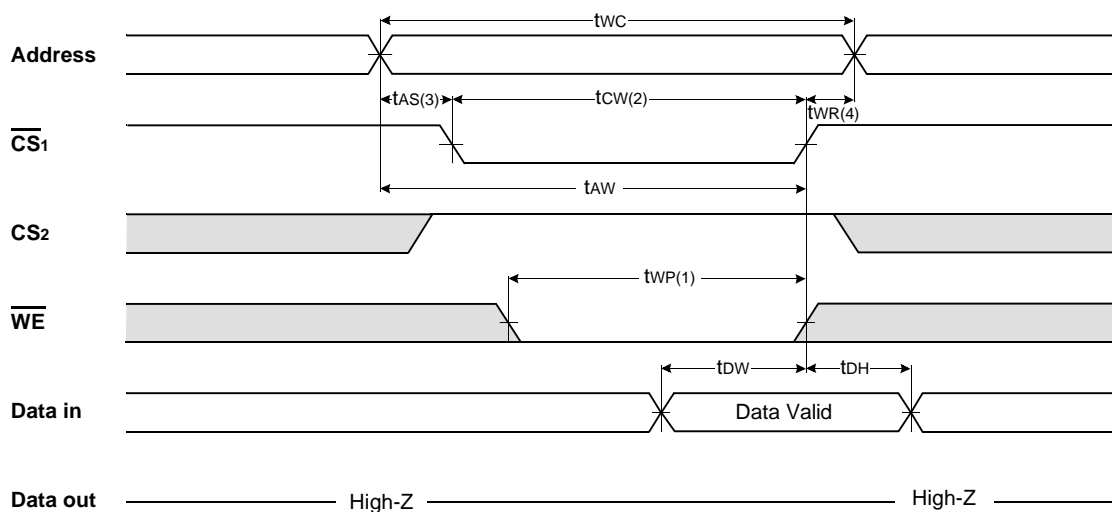 tWC
Address
tAS(3) tCW(2) tWR(4)
CS1
tAW
CS2
tWP(1)
WE
tDW tDH
Data in Data Valid
Data out High-Z High-Z